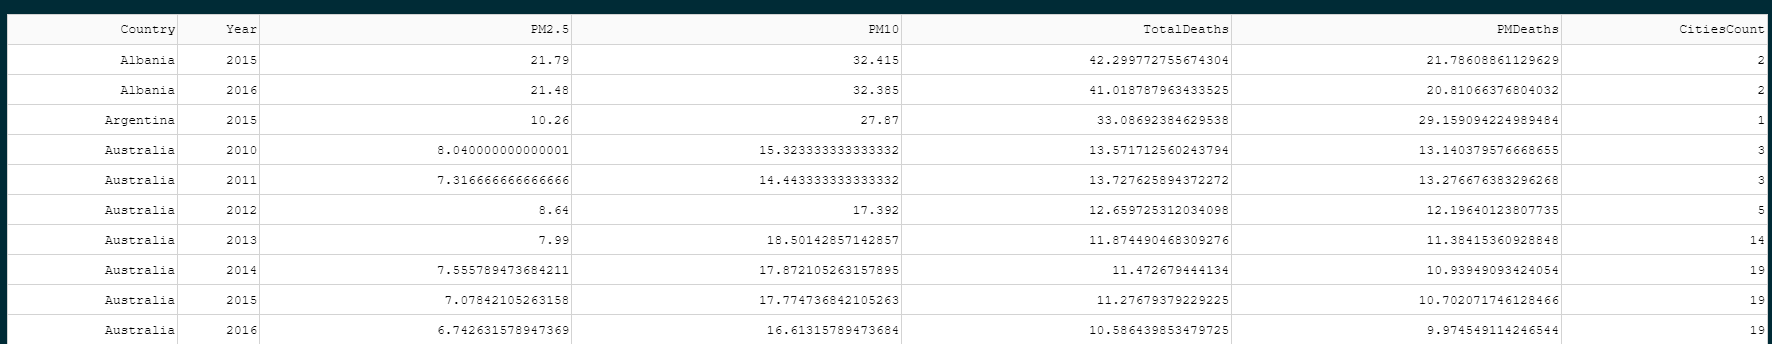 Country Year PM2.5 PM10 TotalDeaths PMDeaths CitiesCount
Albania 2015 21.79 32.415 42.299772755674304 21.78608861129629 2
Albania 2016 21.48 32.385 41.018787963433525 20.81066376804032 2
Argentina 2015 10.26 27.87 33.08692384629538 29.159094224989484 1
Australia 2010 8.040000000000001 15.323333333333332 13.571712560243794 13.140379576668655 3
Australia 2011 7.316666666666666 14.443333333333332 13.727625894372272 13.276676383296268 3
Australia 2012 8.64 17.392 12.659725312034098 12.19640123807735 5
Australia 2013 7.99 18.50142857142857 11.874490468309276 11.38415360928848 14
Australia 2014 7.555789473684211 17.872105263157895 11.472679444134 10.93949093424054 19
Australia 2015 7.07842105263158 17.774736842105263 11.27679379229225 10.702071746128466 19
Australia 2016 6.742631578947369 16.61315789473684 10.586439853479725 9.974549114246544 19